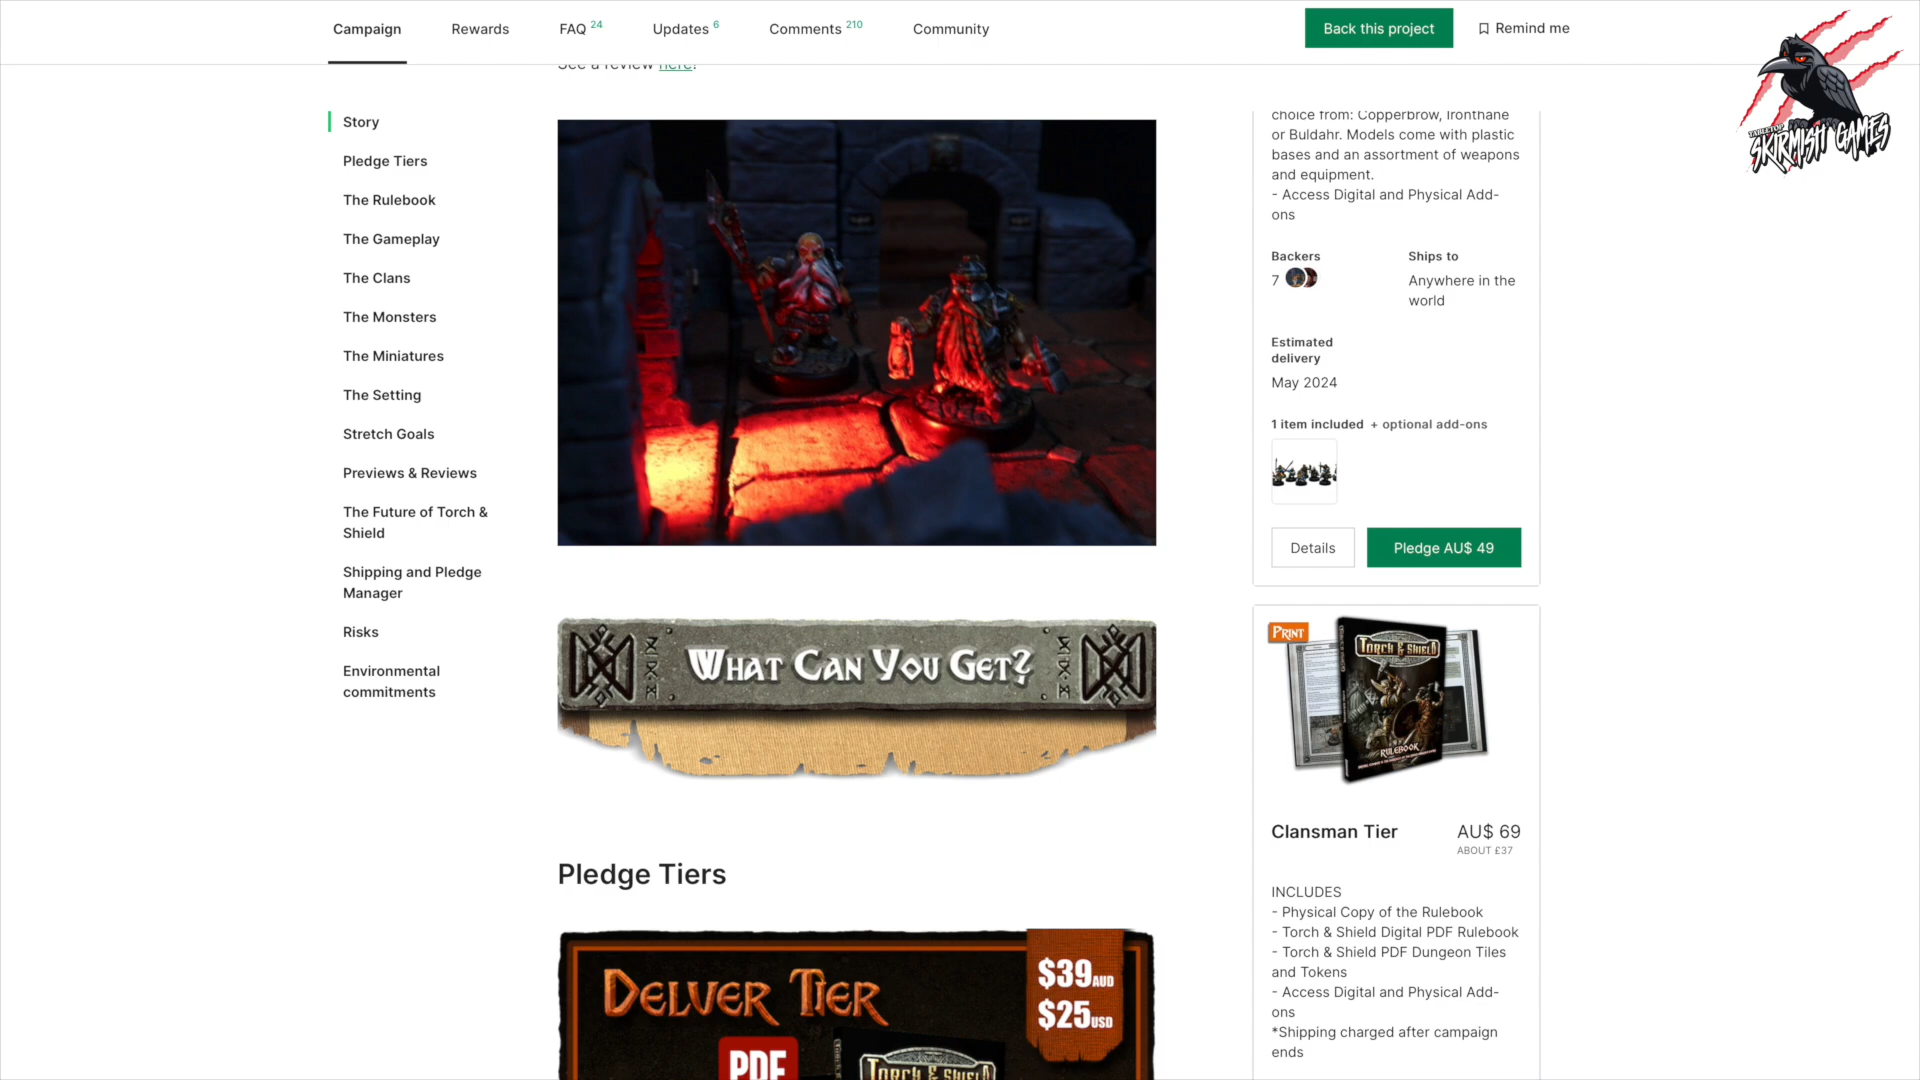 Campaign
Rewards
FAQ 24
Updates 6
Comments 210
Community
Back this project
Remind me
TABLETOP
SKIRMISH GAMES
See a review here!
Story
Pledge Tiers
The Rulebook
The Gameplay
The Clans
The Monsters
The Miniatures
The Setting
Stretch Goals
Previews & Reviews
The Future of Torch &
Shield
Shipping and Pledge
Manager
Risks
Environmental
commitments
What Can You Get?
Pledge Tiers
Delver Tier
$39AUD
$25USD
PDF
Torch & Shield
choice from: Copperbrow, Ironthane
or Buldahr. Models come with plastic
bases and an assortment of weapons
and equipment.
- Access Digital and Physical Add-
ons
Backers
7
Ships to
Anywhere in the
world
Estimated
delivery
May 2024
1 item included + optional add-ons
Details
Pledge AU$ 49
Print
Torch & Shield
Rulebook
Clansman Tier
AU$ 69
ABOUT £37
INCLUDES
- Physical Copy of the Rulebook
- Torch & Shield Digital PDF Rulebook
- Torch & Shield PDF Dungeon Tiles
and Tokens
- Access Digital and Physical Add-
ons
*Shipping charged after campaign
ends